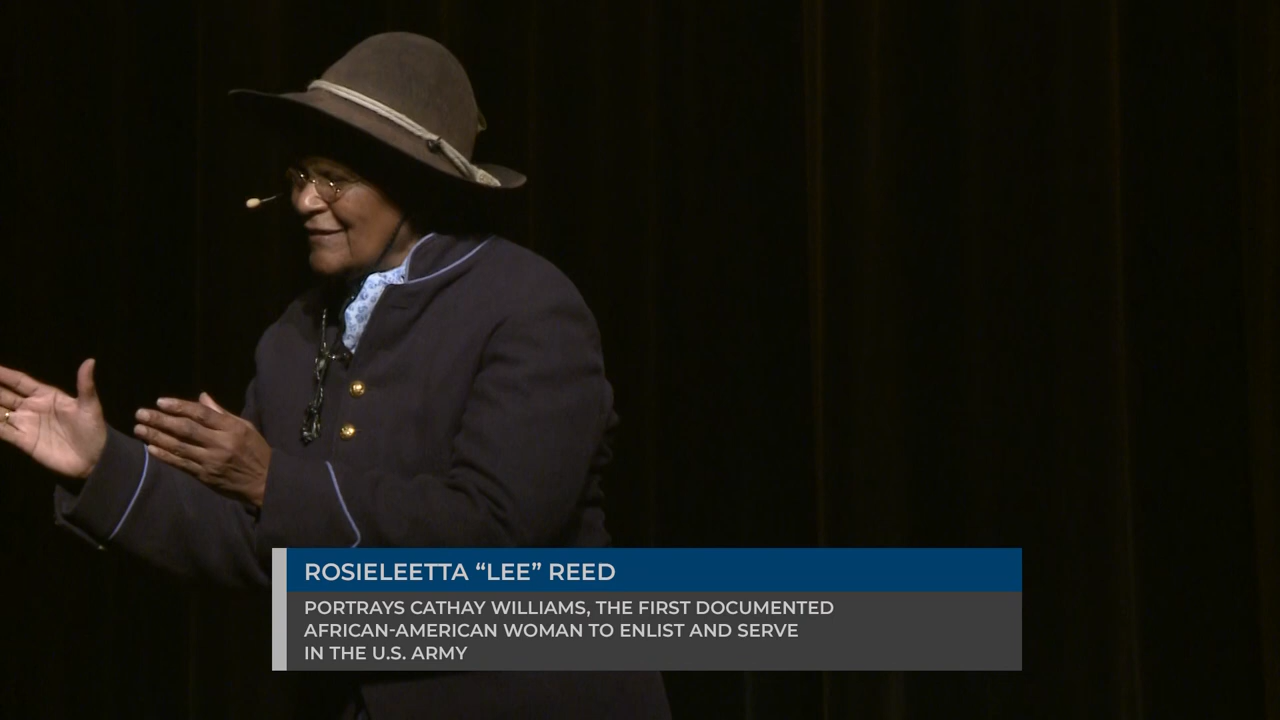 ROSIELEETTA “LEE” REED
PORTRAYS CATHAY WILLIAMS, THE FIRST DOCUMENTED
AFRICAN-AMERICAN WOMAN TO ENLIST AND SERVE
IN THE U.S. ARMY